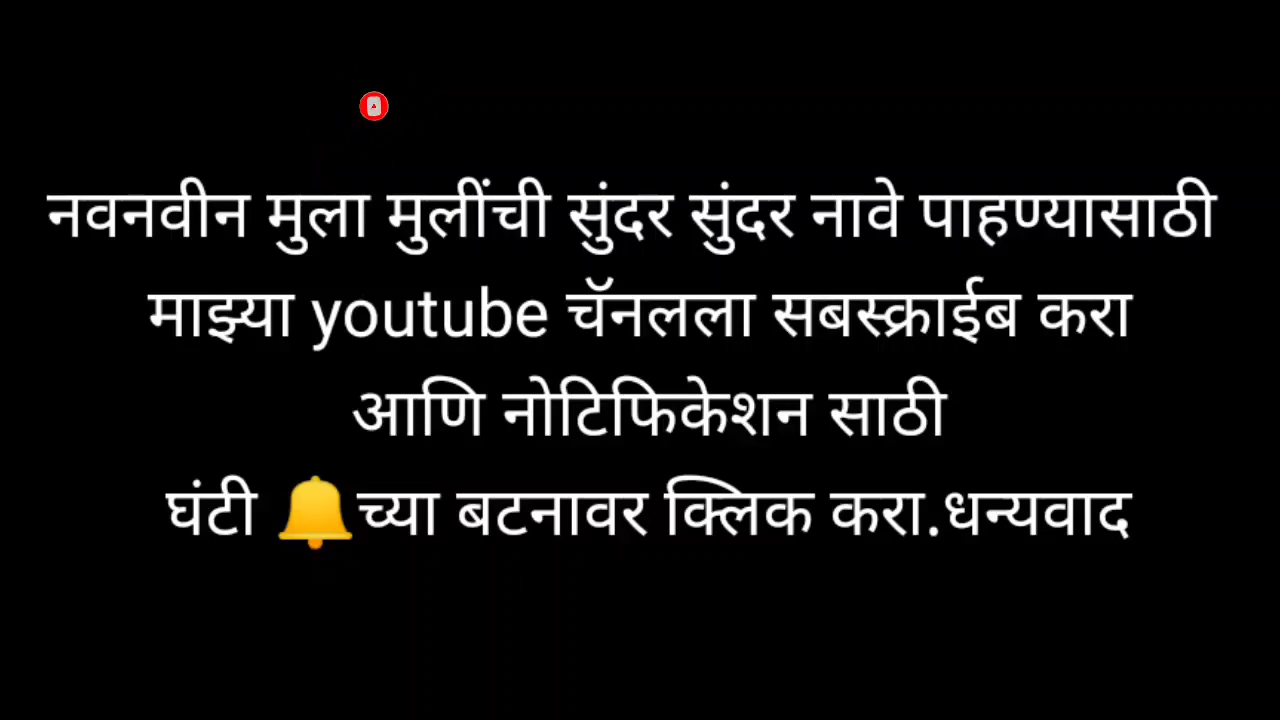 नवनवीन मुला मुलींची सुंदर सुंदर नावे पाहण्यासाठी
माझ्या youtube चॅनलला सबस्क्राईब करा
आणि नोटिफिकेशन साठी
घंटी 🔔च्या बटनावर क्लिक करा.धन्यवाद